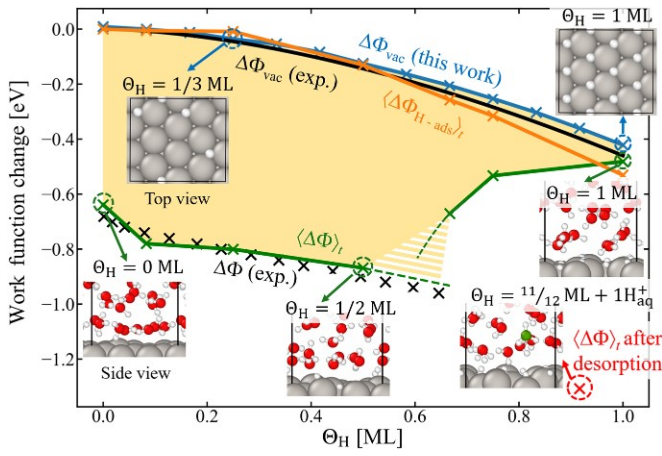 Work function change [eV]
0.0
−0.2
−0.4
−0.6
−0.8
−1.0
−1.2
Θ_H = 1 ML
ΔΦ_vac (this work)
ΔΦ_vac (exp.)
Θ_H = 1/3 ML
⟨ΔΦ_H - ads⟩_t
Top view
Θ_H = 1 ML
⟨ΔΦ⟩_t
ΔΦ (exp.)
Θ_H = 0 ML
Θ_H = 1/2 ML
Θ_H = ¹¹/₁₂ ML + 1H⁺_aq
⟨ΔΦ⟩_t after
desorption
Side view
0.0 0.2 0.4 0.6 0.8 1.0
Θ_H [ML]